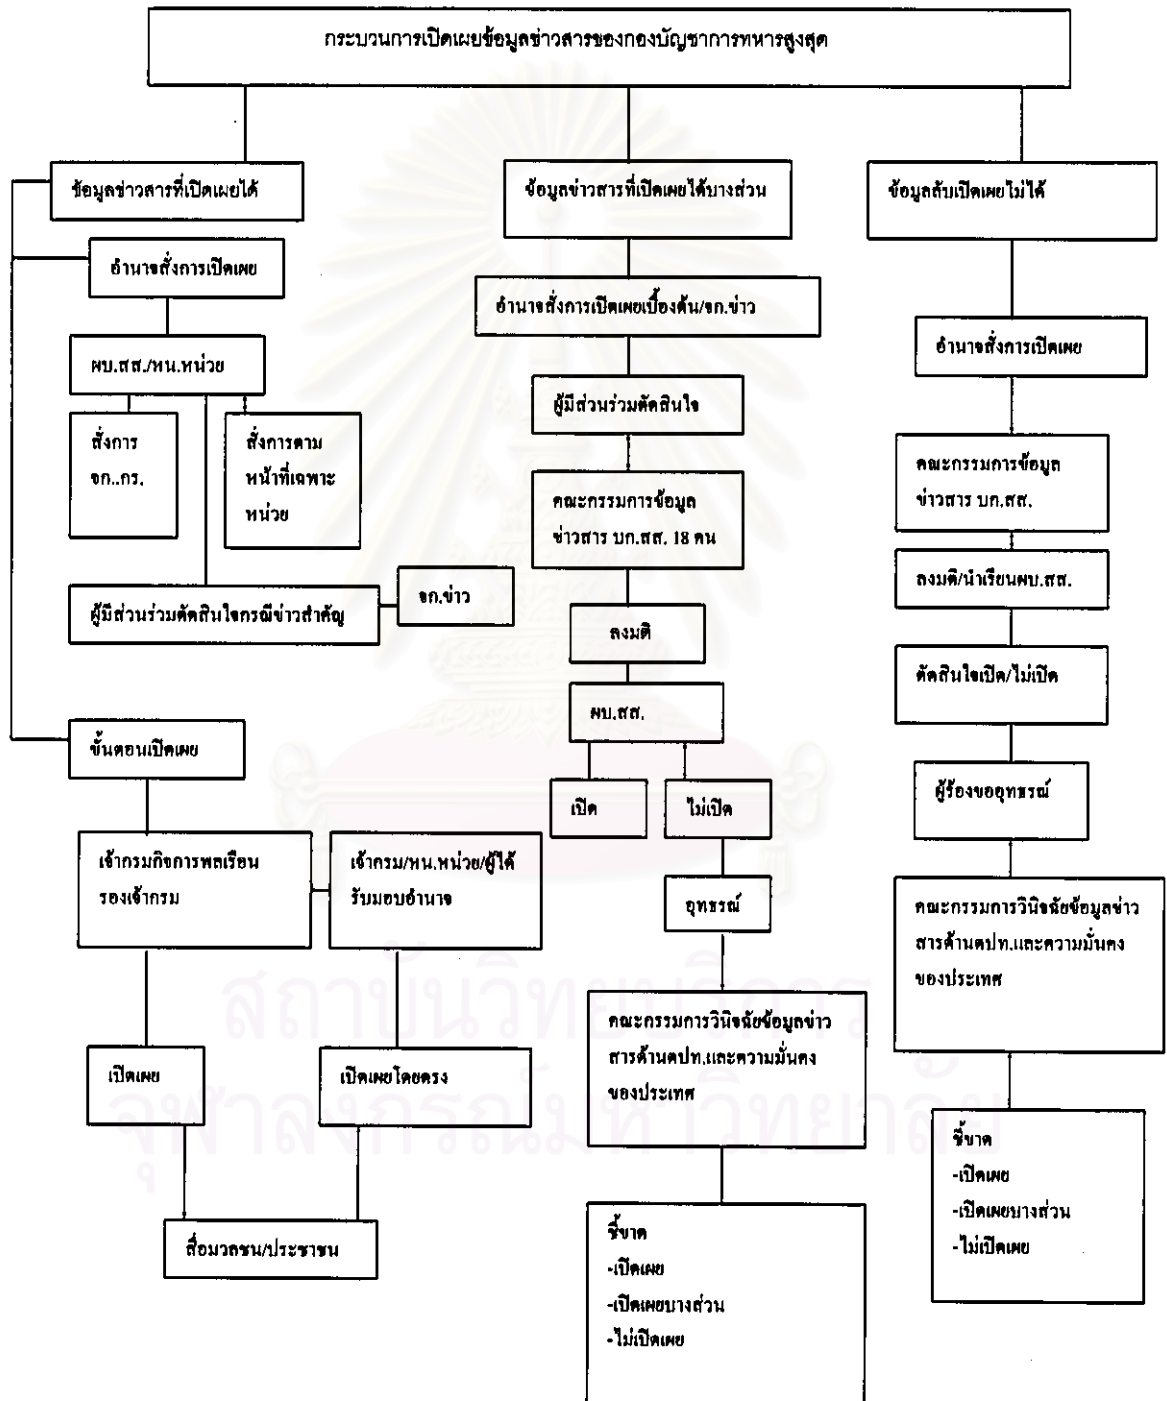 กระบวนการเปิดเผยข้อมูลข่าวสารของกองบัญชาการทหารสูงสุด
ข้อมูลข่าวสารที่เปิดเผยได้
อำนาจสั่งการเปิดเผย
ผบ.สส./หน.หน่วย
สั่งการ
จก..กร.
สั่งการตาม
หน้าที่เฉพาะ
หน่วย
ผู้มีส่วนร่วมตัดสินใจกรณีข่าวสำคัญ
จก.ข่าว
ขั้นตอนเปิดเผย
เจ้ากรมกิจการพลเรือน
รองเจ้ากรม
เจ้ากรม/หน.หน่วย/ผู้ได้
รับมอบอำนาจ
เปิดเผย
เปิดเผยโดยตรง
สื่อมวลชน/ประชาชน
ข้อมูลข่าวสารที่เปิดเผยได้บางส่วน
อำนาจสั่งการเปิดเผยเบื้องต้น/จก.ข่าว
ผู้มีส่วนร่วมตัดสินใจ
คณะกรรมการข้อมูล
ข่าวสาร บก.สส. 18 คน
ลงมติ
ผบ.สส.
เปิด
ไม่เปิด
อุทธรณ์
คณะกรรมการวินิจฉัยข้อมูลข่าว
สารด้านตปท.และความมั่นคง
ของประเทศ
ชี้ขาด
-เปิดเผย
-เปิดเผยบางส่วน
-ไม่เปิดเผย
ข้อมูลลับเปิดเผยไม่ได้
อำนาจสั่งการเปิดเผย
คณะกรรมการข้อมูล
ข่าวสาร บก.สส.
ลงมติ/นำเรียนผบ.สส.
ตัดสินใจเปิด/ไม่เปิด
ผู้ร้องขออุทธรณ์
คณะกรรมการวินิจฉัยข้อมูลข่าว
สารด้านตปท.และความมั่นคง
ของประเทศ
ชี้ขาด
-เปิดเผย
-เปิดเผยบางส่วน
-ไม่เปิดเผย
สถาบันวิทยบริการ
จุฬาลงกรณ์มหาวิทยาลัย